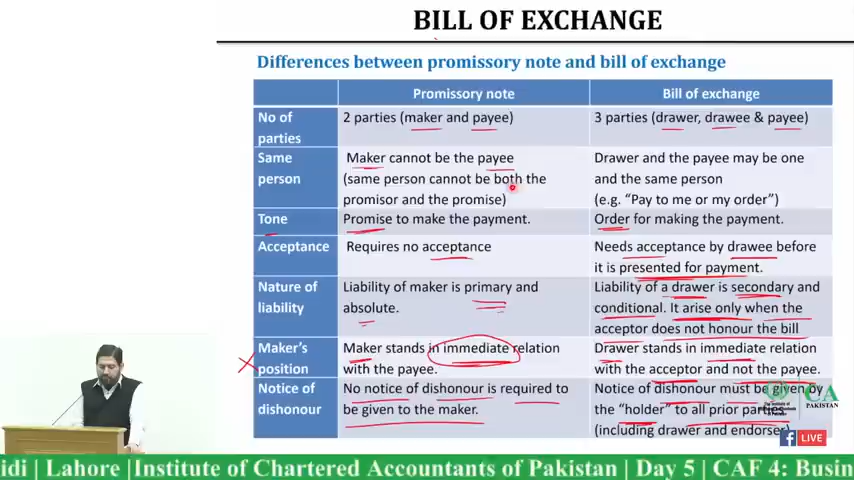 BILL OF EXCHANGE
Differences between promissory note and bill of exchange
Promissory note
Bill of exchange
No of
parties
2 parties (maker and payee)
3 parties (drawer, drawee & payee)
Same
person
Maker cannot be the payee
(same person cannot be both the
promisor and the promise)
Drawer and the payee may be one
and the same person
(e.g. “Pay to me or my order”)
Tone
Promise to make the payment.
Order for making the payment.
Acceptance
Requires no acceptance
Needs acceptance by drawee before
it is presented for payment.
Nature of
liability
Liability of maker is primary and
absolute.
Liability of a drawer is secondary and
conditional. It arise only when the
acceptor does not honour the bill
Maker’s
position
Maker stands in immediate relation
with the payee.
Drawer stands in immediate relation
with the acceptor and not the payee.
Notice of
dishonour
No notice of dishonour is required to
be given to the maker.
Notice of dishonour must be given by
the “holder” to all prior parties
(including drawer and endorser)
CA
PAKISTAN
LIVE
idi | Lahore |Institute of Chartered Accountants of Pakistan | Day 5 | CAF 4: Busin